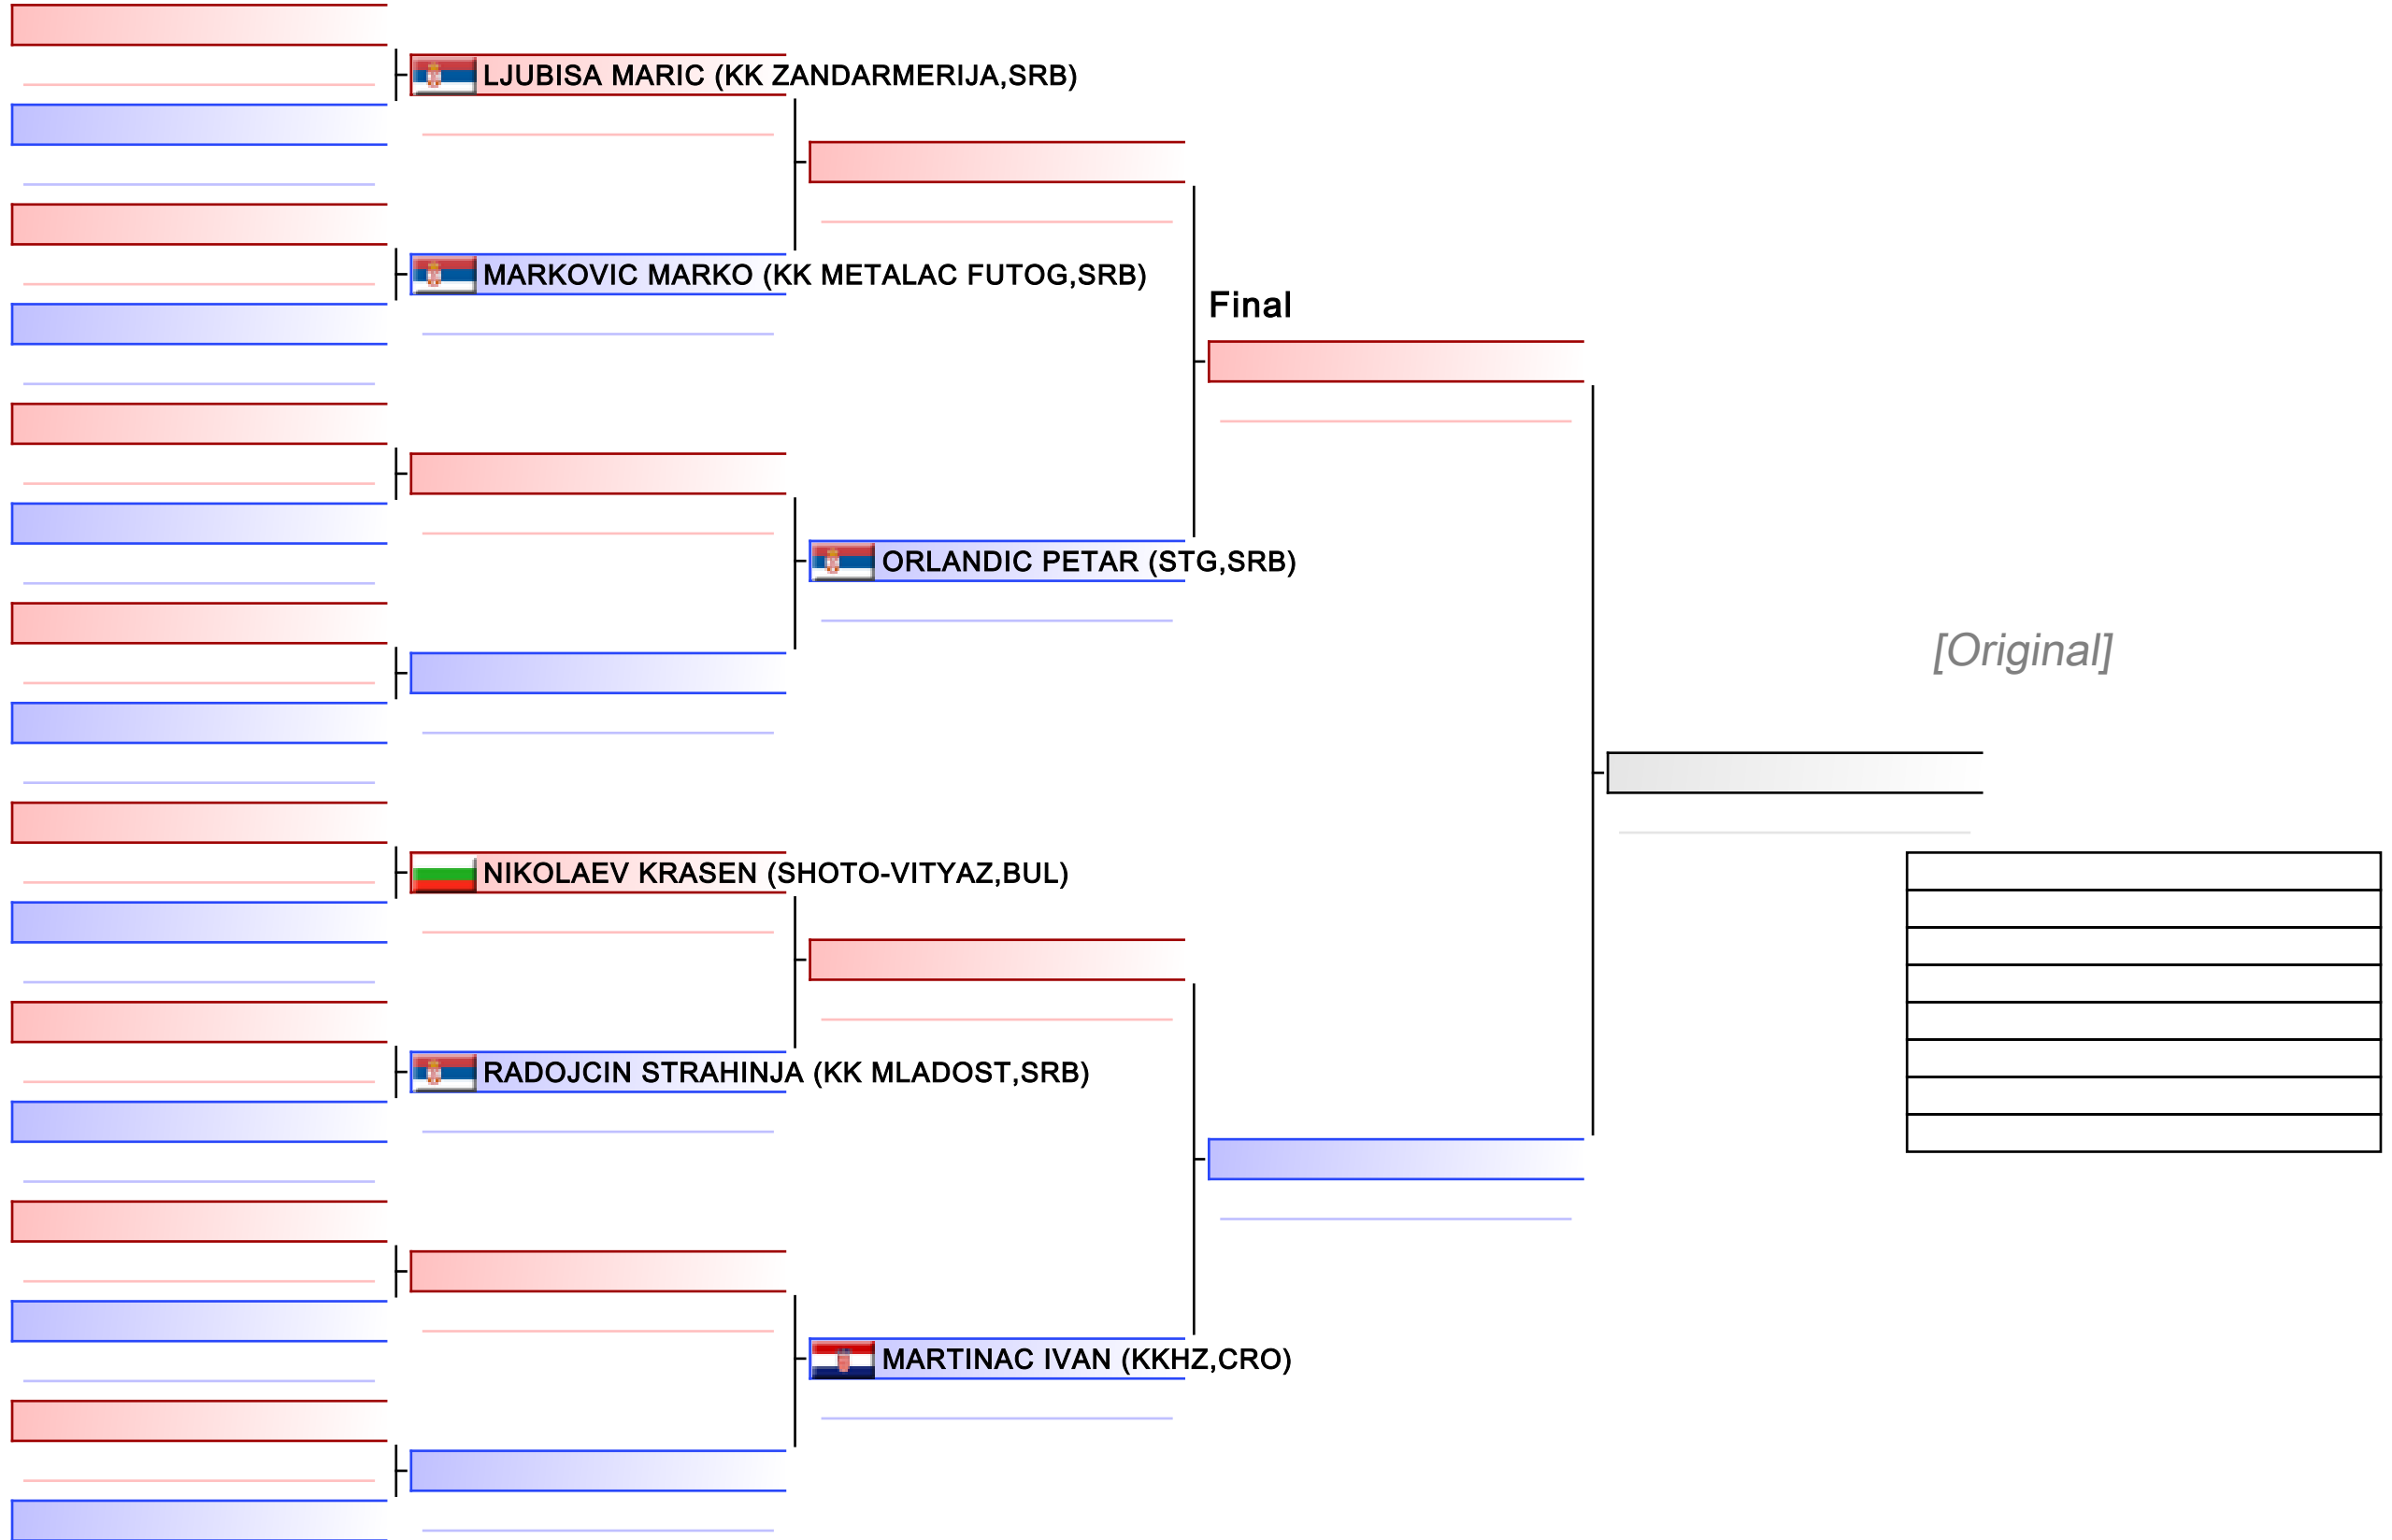 LJUBISA MARIC (KK ZANDARMERIJA,SRB)
MARKOVIC MARKO (KK METALAC FUTOG,SRB)
Final
ORLANDIC PETAR (STG,SRB)
[Original]
NIKOLAEV KRASEN (SHOTO-VITYAZ,BUL)
RADOJCIN STRAHINJA (KK MLADOST,SRB)
MARTINAC IVAN (KKHZ,CRO)